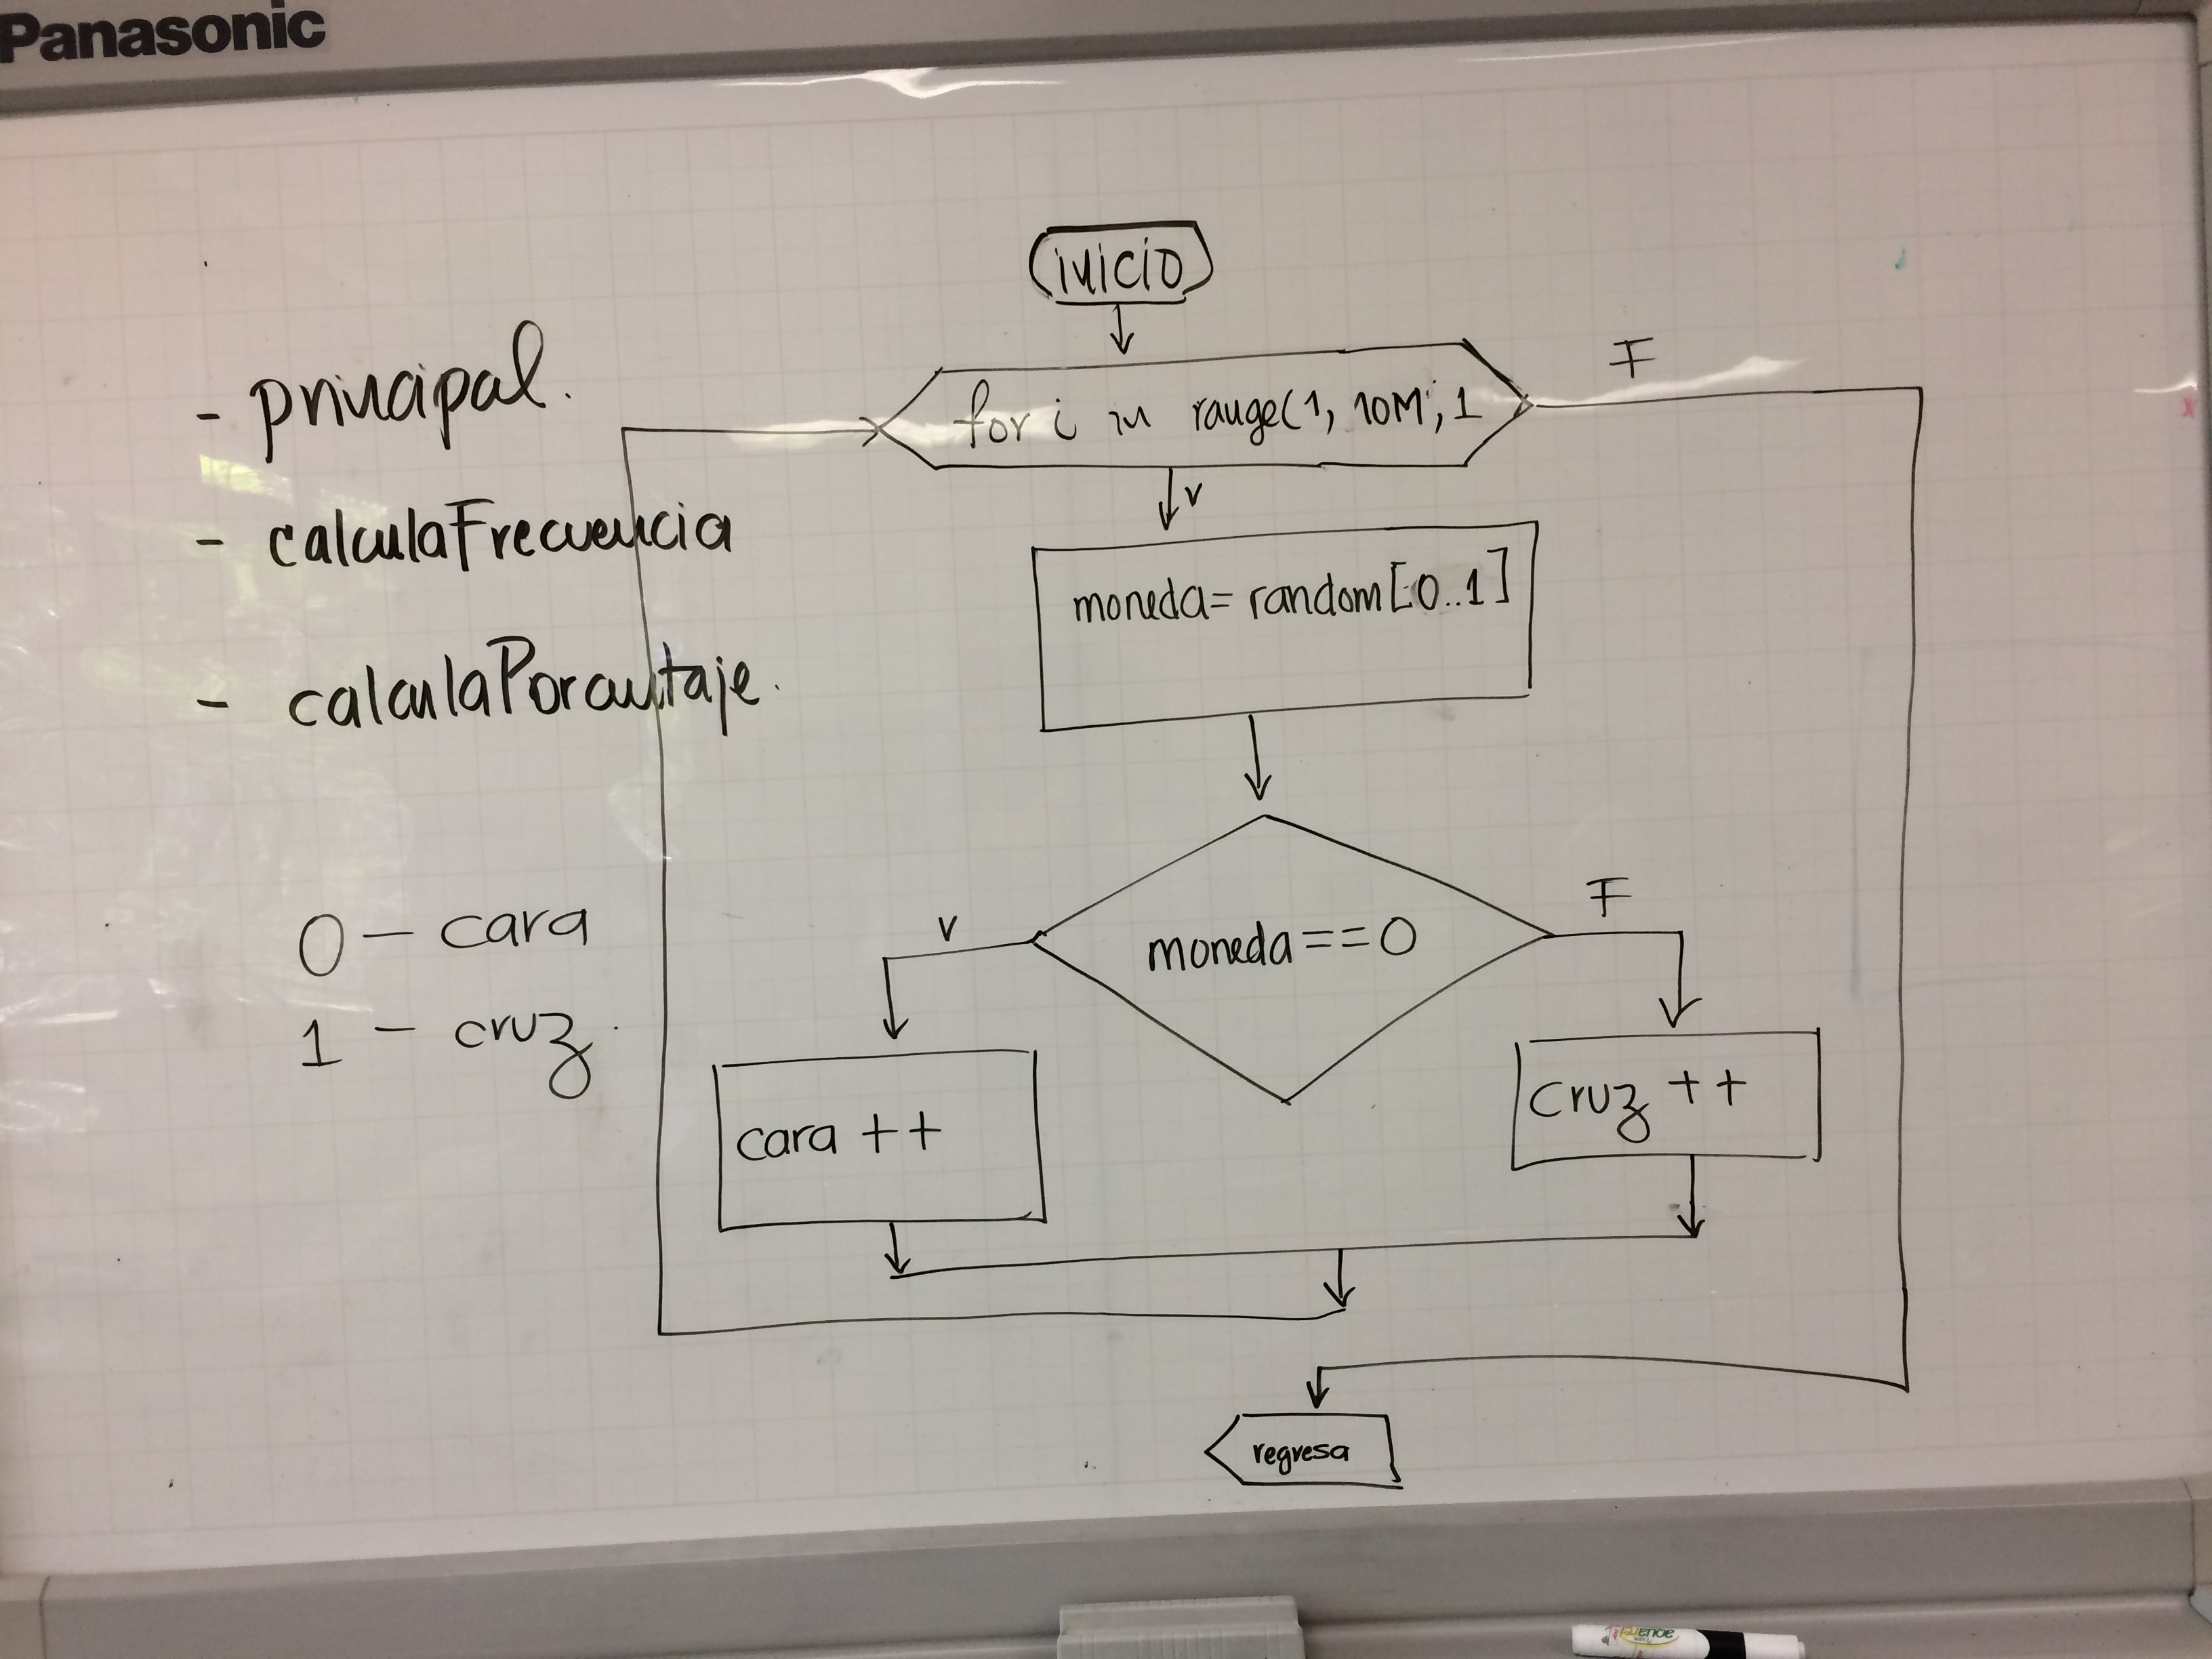 Panasonic
- principal.
- calculaFrecuencia
- calculaPorcentaje.
0 - cara
1 - cruz.
inicio
for i in range(1, 10M, 1
F
V
moneda= random[0..1]
moneda==0
V
F
cara ++
cruz ++
regresa